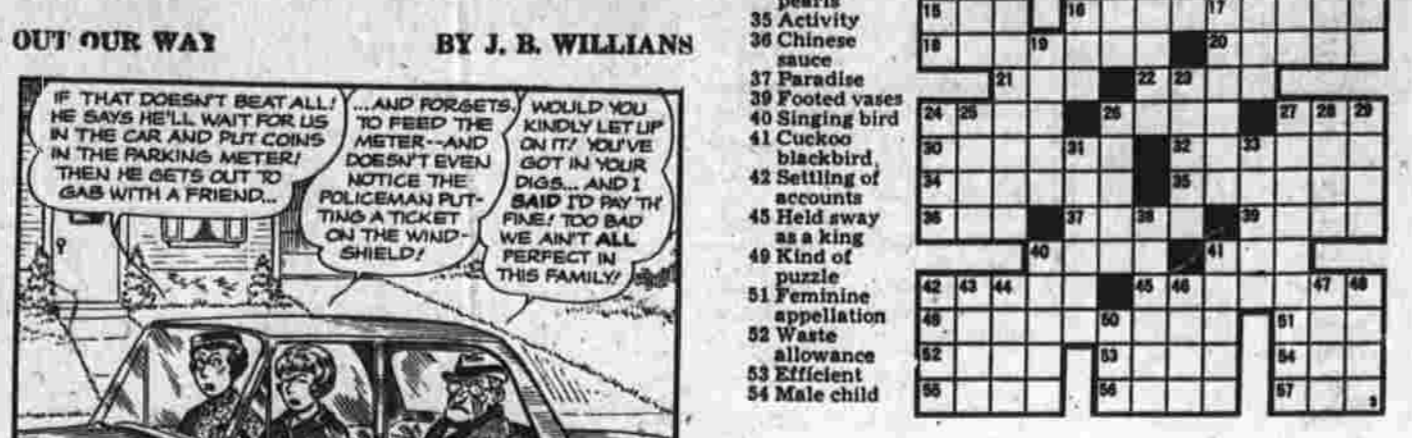 OUT OUR WAY
BY J. B. WILLIANS
IF THAT DOESN'T BEAT ALL!
HE SAYS HE'LL WAIT FOR US
IN THE CAR AND PUT COINS
IN THE PARKING METER!
THEN HE GETS OUT TO
GAB WITH A FRIEND...
...AND FORGETS
TO FEED THE
METER--AND
DOESN'T EVEN
NOTICE THE
POLICEMAN PUT-
TING A TICKET
ON THE WIND-
SHIELD!
WOULD YOU
KINDLY LET UP
ON IT! YOU'VE
GOT IN YOUR
DIGS... AND I
SAID I'D PAY TH'
FINE! TOO BAD
WE AIN'T ALL
PERFECT IN
THIS FAMILY!
pearls
35 Activity
36 Chinese
sauce
37 Paradise
39 Footed vases
40 Singing bird
41 Cuckoo
blackbird,
42 Settling of
accounts
45 Held sway
as a king
49 Kind of
puzzle
51 Feminine
appellation
52 Waste
allowance
53 Efficient
54 Male child
15 16 17
18 19 20
21 22 23
24 25 26 27 28 29
30 31 32 33
34 35
36 37 38 39
40 41
42 43 44 45 46 47 48
49 50 51
52 53 54
55 56 57